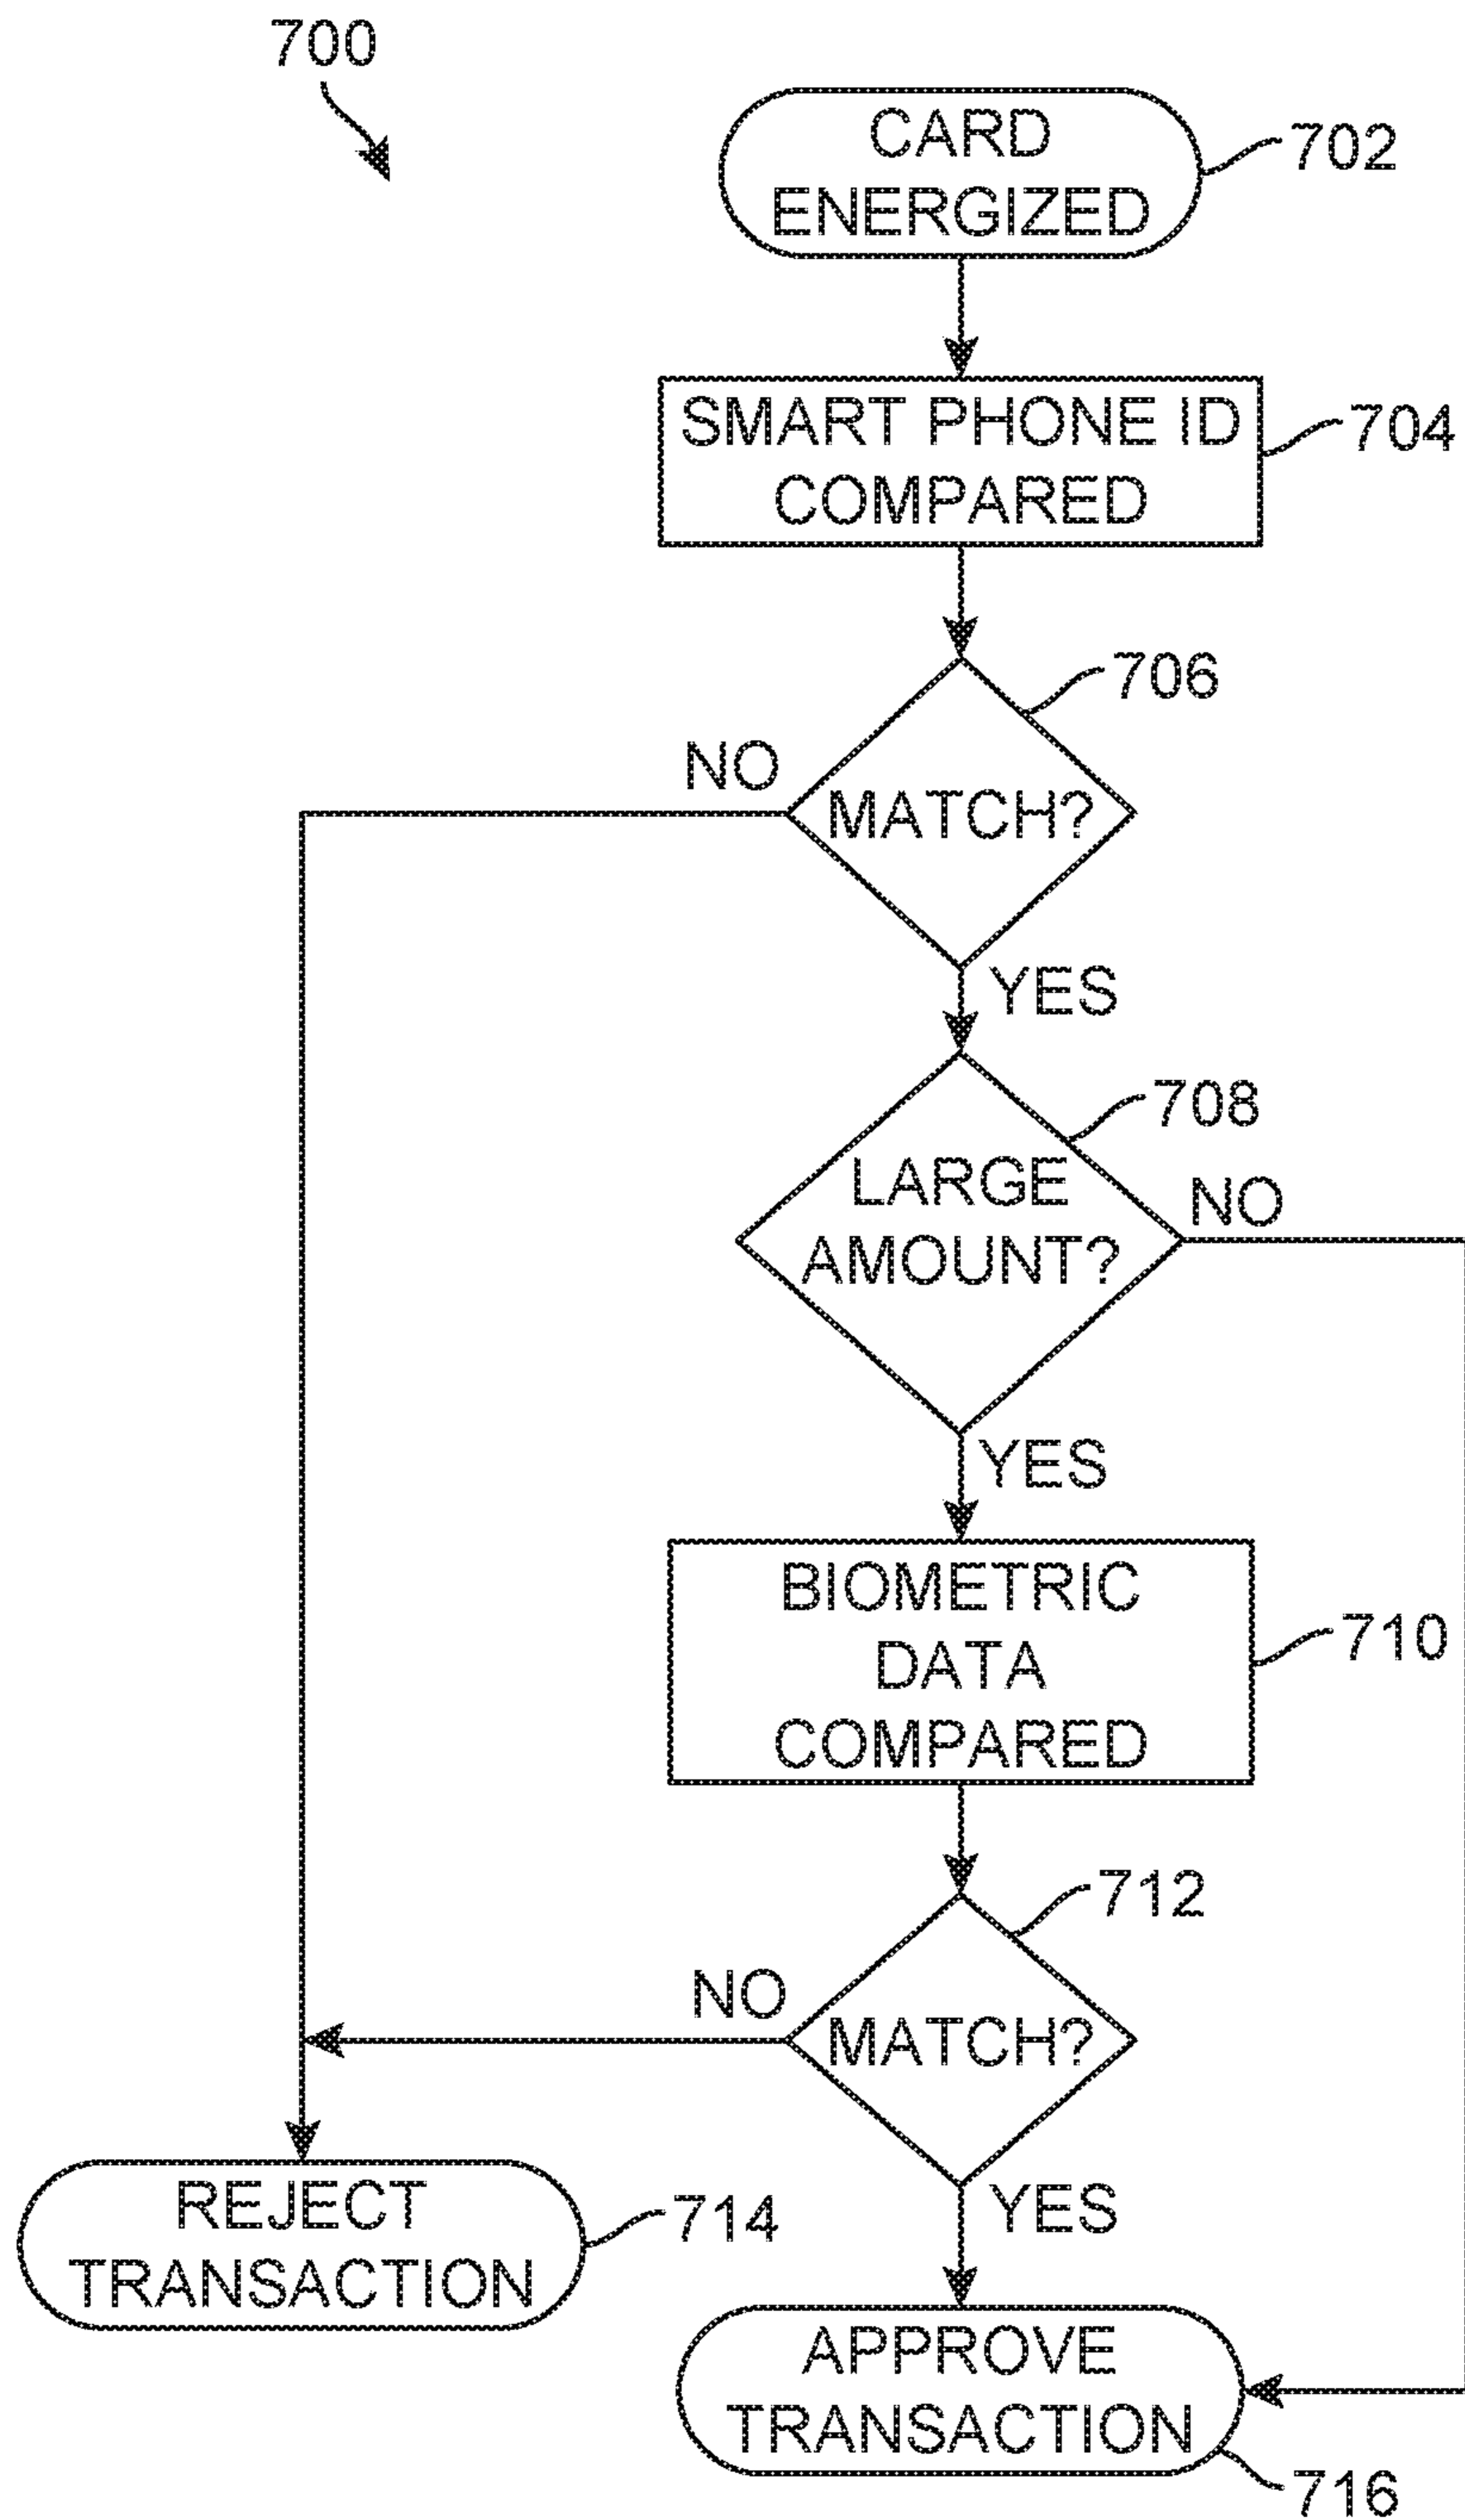 700
CARD
ENERGIZED
702
SMART PHONE ID
COMPARED
704
706
NO
MATCH?
YES
708
LARGE
AMOUNT?
NO
YES
BIOMETRIC
DATA
COMPARED
710
712
NO
MATCH?
YES
REJECT
TRANSACTION
714
APPROVE
TRANSACTION
716